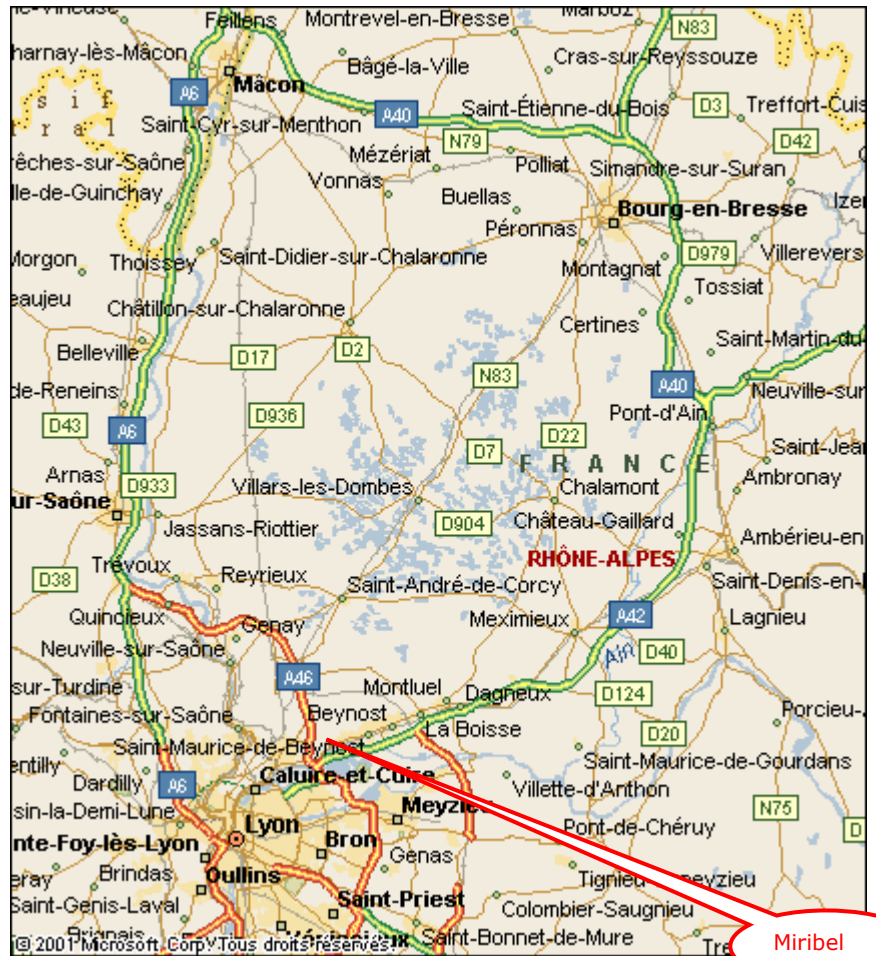 Feillens
Montrevel-en-Bresse
N83
harnay-lès-Mâcon
Bâgé-la-Ville
Cras-sur-Reyssouze
A6
Mâcon
s i f
r a l
A40
Saint-Étienne-du-Bois
D3
Treffort-Cuis
Saint-Cyr-sur-Menthon
N79
D42
rêches-sur-Saône
Mézériat
Polliat
Simandre-sur-Suran
lle-de-Guinchay
Vonnas
Buellas
Bourg-en-Bresse
Izer
Péronnas
Morgon
Thoissey
Saint-Didier-sur-Chalaronne
D979
Villerevers
Montagnat
Tossiat
eaujeu
Châtillon-sur-Chalaronne
Certines
Saint-Martin-du-
Belleville
D17
D2
N83
A40
de-Reneins
Neuville-sur
D936
Pont-d'Ain
D43
A6
D22
D7
Saint-Jear
F R A N C E
Arnas
D933
Villars-les-Dombes
Chalamont
Ambronay
ur-Saône
Jassans-Riottier
D904
Château-Gaillard
Ambérieu-en
RHÔNE-ALPES
Trévoux
D38
Reyrieux
Saint-André-de-Corcy
Saint-Denis-en-
Quincieux
Genay
Meximieux
A42
Lagnieu
Neuville-sur-Saône
Ain
D40
A46
sur-Turdine
Montluel
Dagneux
D124
Fontaines-sur-Saône
Beynost
La Boisse
Porcieu-
D20
Saint-Maurice-de-Beynost
entilly
Saint-Maurice-de-Gourdans
Dardilly
A6
Caluire-et-Cuire
Villette-d'Anthon
sin-la-Demi-Lune
Meyzieu
N75
Lyon
Pont-de-Chéruy
D
nte-Foy-lès-Lyon
Bron
Genas
eray
Brindas
Oullins
Tignieu-Jameyzieu
Saint-Genis-Laval
Saint-Priest
Colombier-Saugnieu
Brignais
Vénissieux
Saint-Bonnet-de-Mure
Tre
Miribel
© 2001 Microsoft Corp. Tous droits réservés.